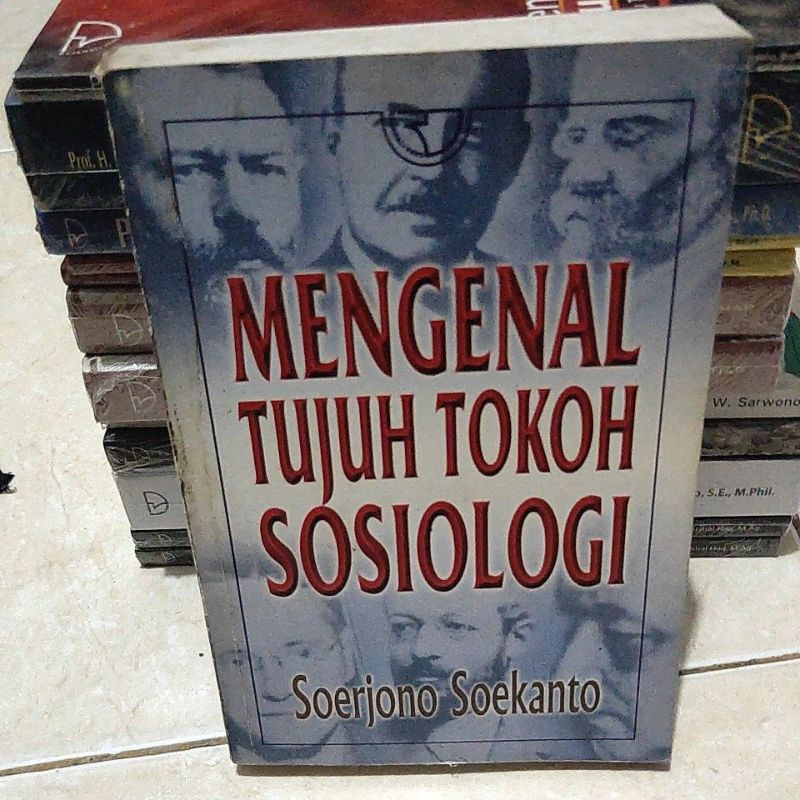 Prof. H.
MENGENAL
TUJUH TOKOH
SOSIOLOGI
Soerjono Soekanto
W. Sarwono
S.E., M.Phil.